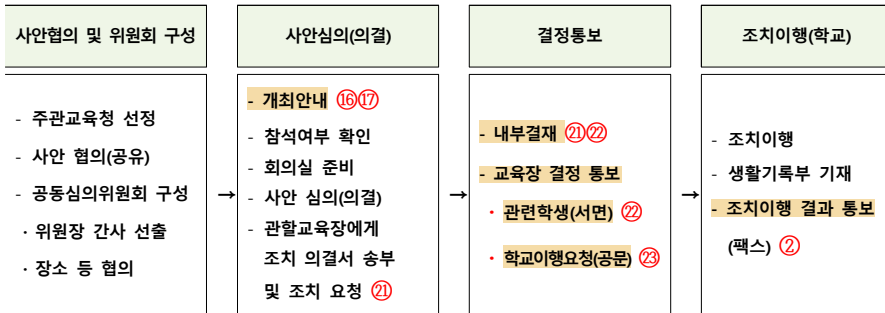 사안협의 및 위원회 구성
- 주관교육청 선정
- 사안 협의(공유)
- 공동심의위원회 구성
· 위원장 간사 선출
· 장소 등 협의
→
사안심의(의결)
- 개최안내 ⑯⑰
- 참석여부 확인
- 회의실 준비
- 사안 심의(의결)
- 관할교육장에게
조치 의결서 송부
및 조치 요청 ㉑
→
결정통보
- 내부결재 ㉑㉒
- 교육장 결정 통보
· 관련학생(서면) ㉒
· 학교이행요청(공문) ㉓
→
조치이행(학교)
- 조치이행
- 생활기록부 기재
- 조치이행 결과 통보
(팩스) ②